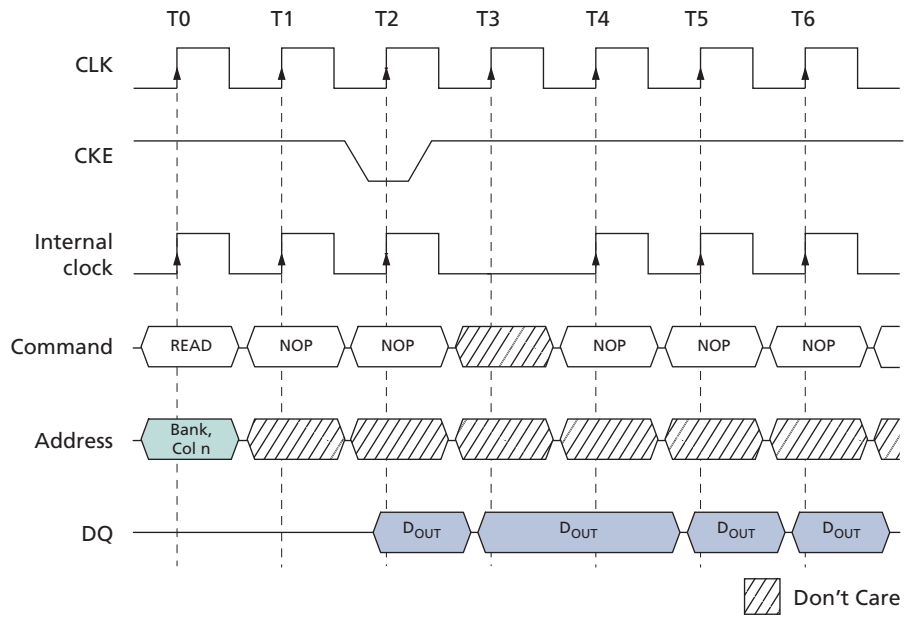 T0 T1 T2 T3 T4 T5 T6
CLK
CKE
Internal
clock
Command READ NOP NOP NOP NOP NOP
Address Bank,
Col n
DQ DOUT DOUT DOUT DOUT
Don't Care